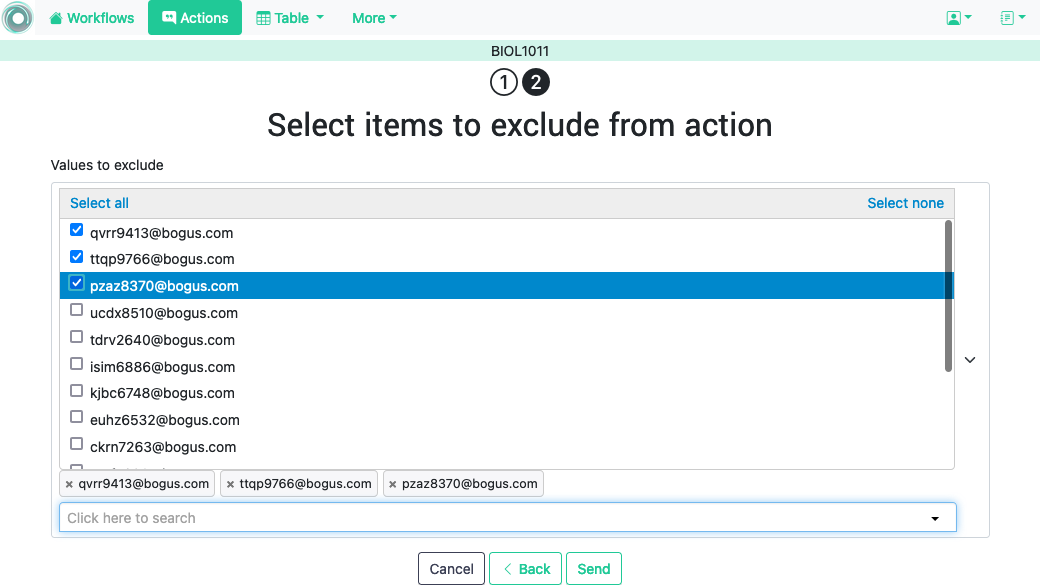 Workflows Actions Table More
BIOL1011
1 2
Select items to exclude from action
Values to exclude
Select all Select none
qvrr9413@bogus.com
ttqp9766@bogus.com
pzaz8370@bogus.com
ucdx8510@bogus.com
tdrv2640@bogus.com
isim6886@bogus.com
kjbc6748@bogus.com
euhz6532@bogus.com
ckrn7263@bogus.com
× qvrr9413@bogus.com × ttqp9766@bogus.com × pzaz8370@bogus.com
Click here to search
Cancel Back Send